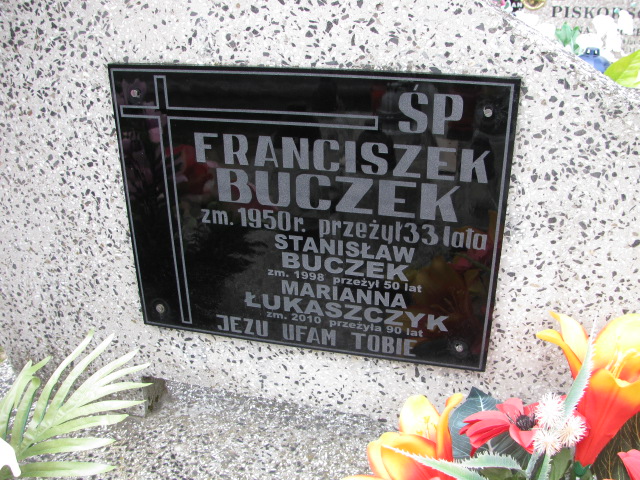 PISKOR
ŚP
FRANCISZEK
BUCZEK
zm. 1950r. przeżył 33 lata
STANISŁAW
BUCZEK
zm. 1998 przeżył 50 lat
MARIANNA
ŁUKASZCZYK
zm. 2010 przeżyła 90 lat
JEZU UFAM TOBIE